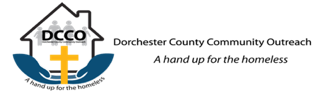 DCCO
A hand up for the homeless
Dorchester County Community Outreach
A hand up for the homeless